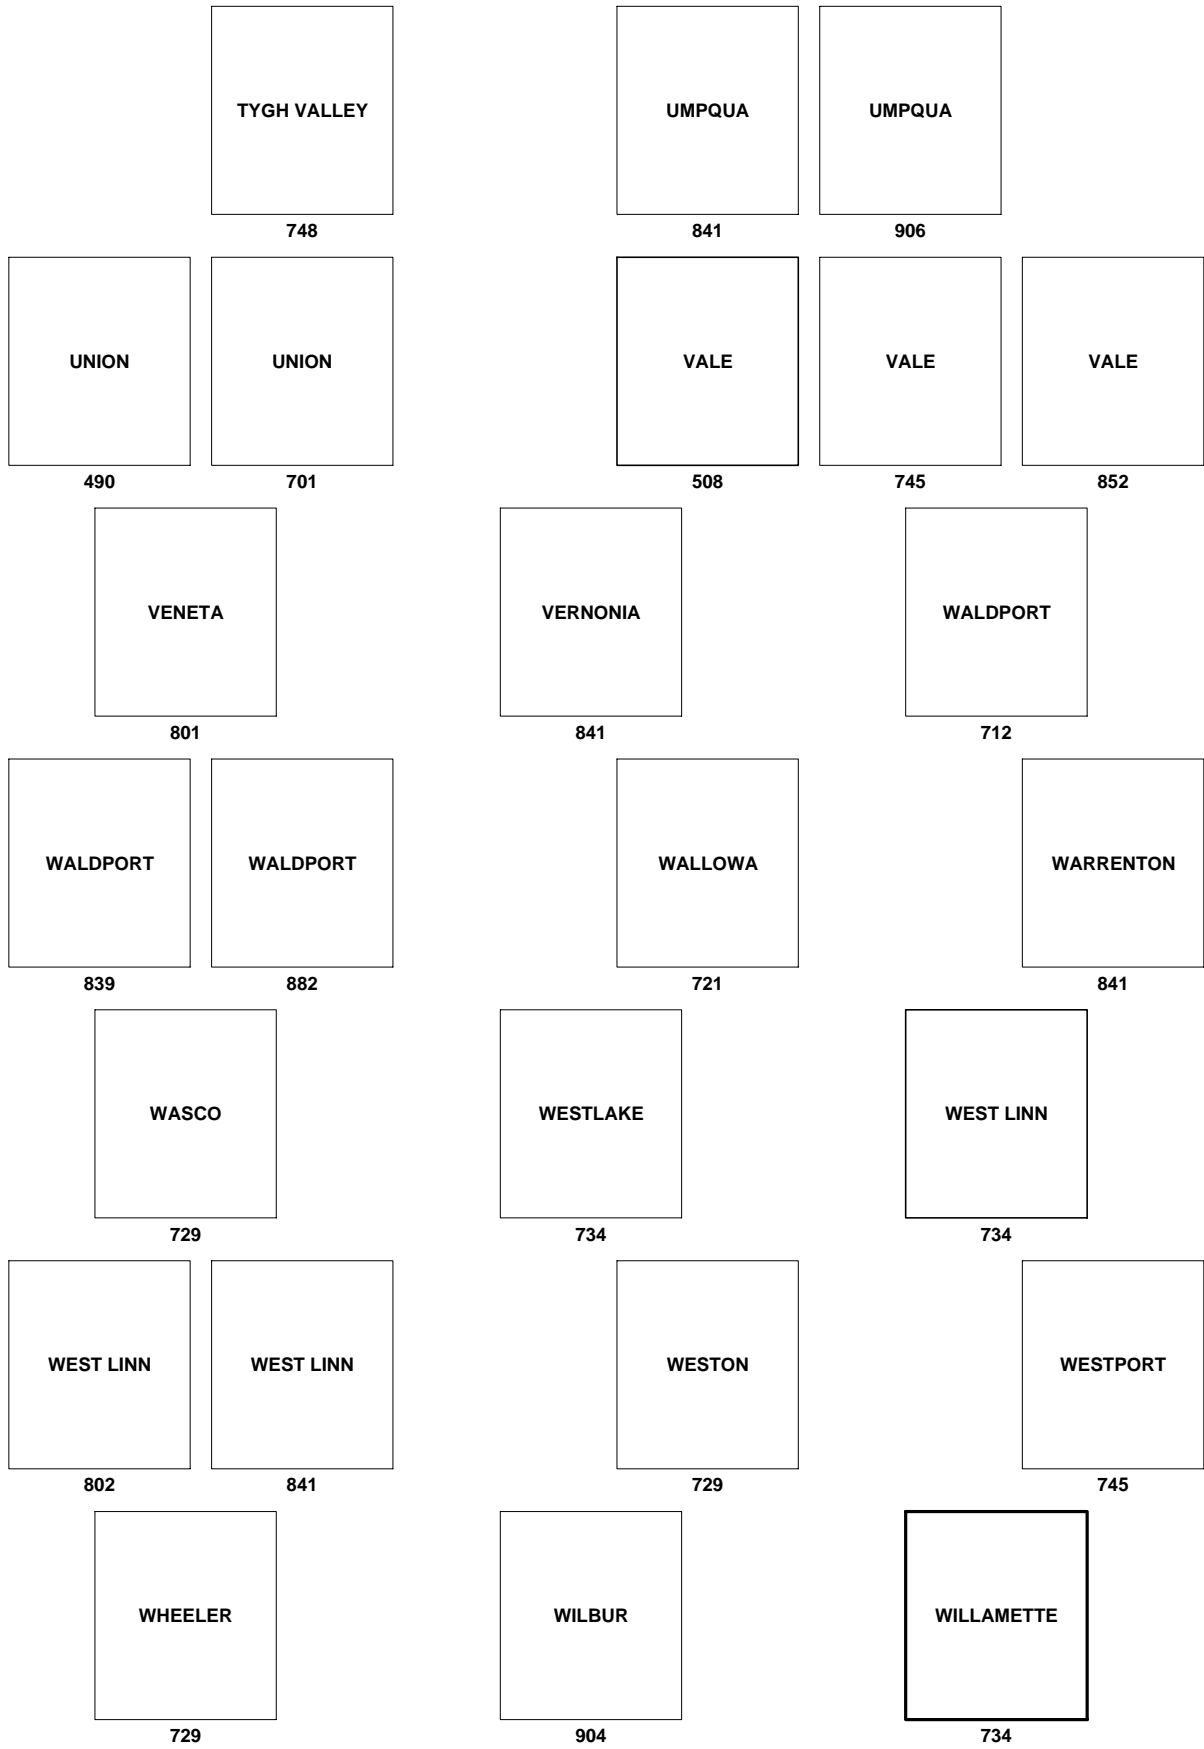 TYGH VALLEY UMPQUA UMPQUA
748 841 906
UNION UNION VALE VALE VALE
490 701 508 745 852
VENETA VERNONIA WALDPORT
801 841 712
WALDPORT WALDPORT WALLOWA WARRENTON
839 882 721 841
WASCO WESTLAKE WEST LINN
729 734 734
WEST LINN WEST LINN WESTON WESTPORT
802 841 729 745
WHEELER WILBUR WILLAMETTE
729 904 734